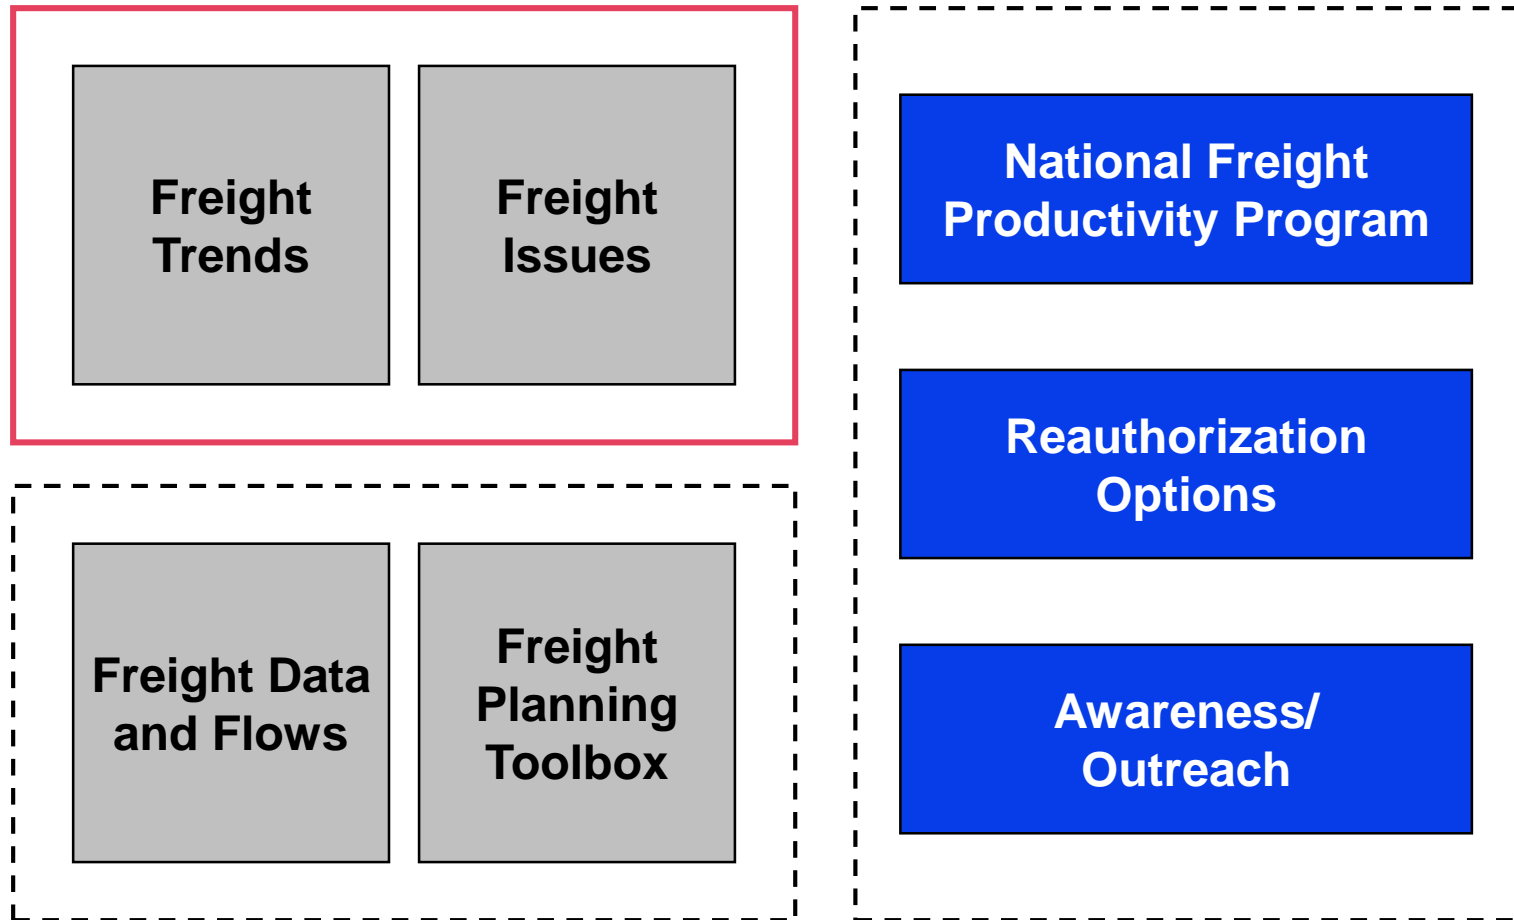 Freight
Trends
Freight
Issues
Freight Data
and Flows
Freight
Planning
Toolbox
National Freight
Productivity Program
Reauthorization
Options
Awareness/
Outreach